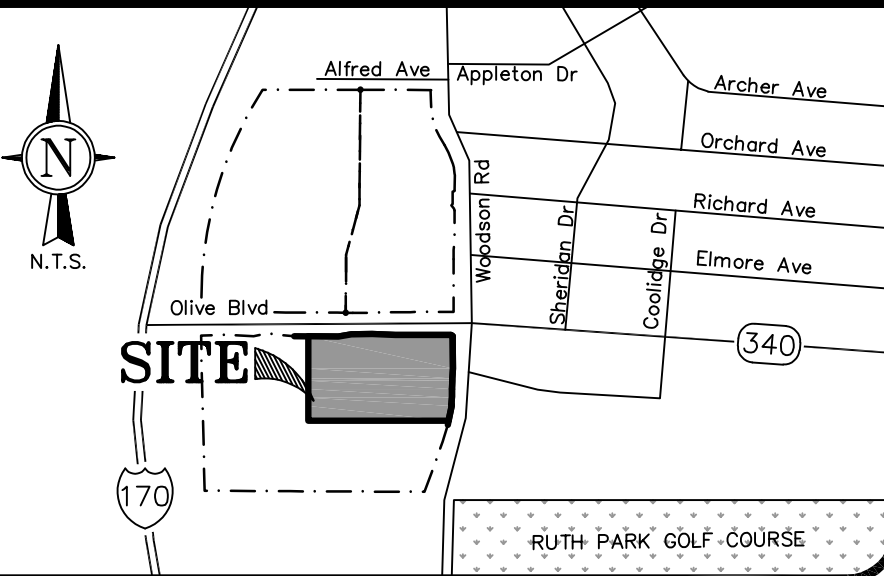 Alfred Ave
Appleton Dr
Archer Ave
Orchard Ave
N
Woodson Rd
Richard Ave
Sheridan Dr
Coolidge Dr
Elmore Ave
N.T.S.
Olive Blvd
340
SITE
170
RUTH PARK GOLF COURSE